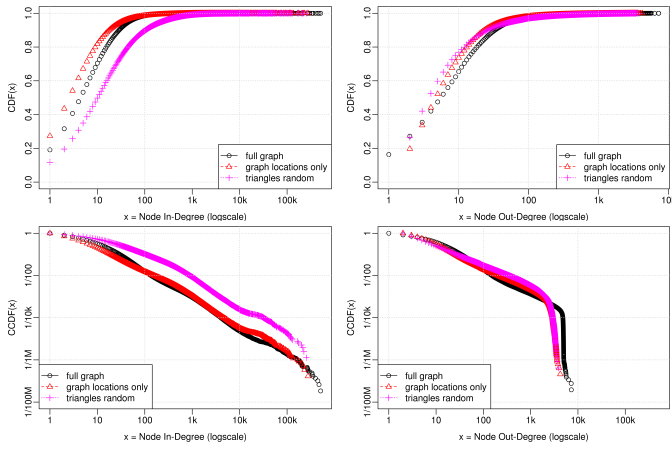 CDF(x)
1.0
0.8
0.6
0.4
0.2
0.0
full graph
graph locations only
triangles random
1 10 100 1k 10k 100k
x = Node In-Degree (logscale)
CDF(x)
1.0
0.8
0.6
0.4
0.2
0.0
full graph
graph locations only
triangles random
1 10 100 1k
x = Node Out-Degree (logscale)
CCDF(x)
1
1/100
1/10k
1/1M
1/100M
full graph
graph locations only
triangles random
1 10 100 1k 10k 100k
x = Node In-Degree (logscale)
CCDF(x)
1
1/100
1/10k
1/1M
1/100M
full graph
graph locations only
triangles random
1 10 100 1k 10k 100k
x = Node Out-Degree (logscale)